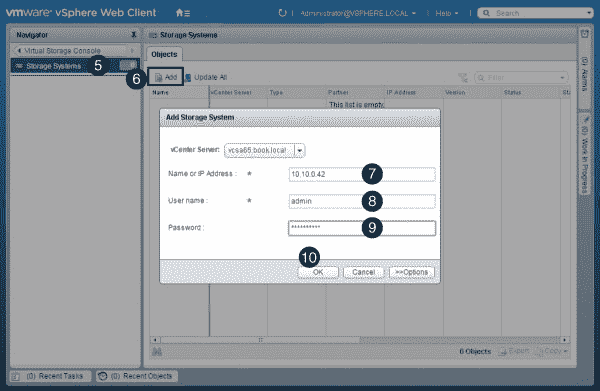 vmware® vSphere Web Client
Administrator@VSPHERE.LOCAL
Help
Search
Navigator
Storage Systems
Virtual Storage Console
Objects
Storage Systems
5
6
Add
Update All
Filter
Name
vCenter Server
Type
Partner
IP Address
Version
Status
This list is empty.
Add Storage System
vCenter Server:
vcsa65.book.local
Name or IP Address :
*
10.10.0.42
7
User name :
*
admin
8
Password :
**********
9
10
OK
Cancel
>>Options
0 Objects
Export
Copy
(0) Recent Tasks
(0) Recent Objects
(0) Alarms
(0) Work In Progress